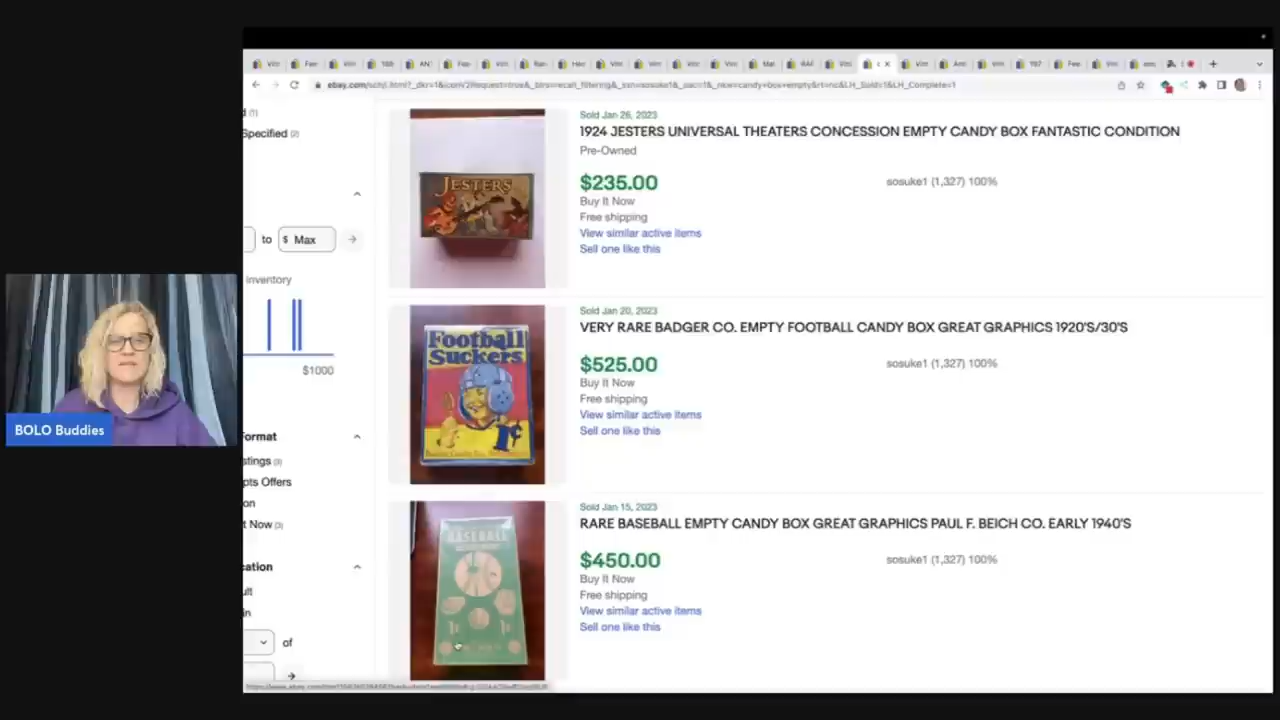 ebay.com/sch/i.html?
Specified (2)
to
$ Max
inventory
$1000
Format
Offers
of
BOLO Buddies
Sold Jan 26, 2023
1924 JESTERS UNIVERSAL THEATERS CONCESSION EMPTY CANDY BOX FANTASTIC CONDITION
Pre-Owned
$235.00
sosuke1 (1,327) 100%
Buy It Now
Free shipping
View similar active items
Sell one like this
JESTERS
Sold Jan 20, 2023
VERY RARE BADGER CO. EMPTY FOOTBALL CANDY BOX GREAT GRAPHICS 1920'S/30'S
$525.00
sosuke1 (1,327) 100%
Buy It Now
Free shipping
View similar active items
Sell one like this
Football
Suckers
Sold Jan 15, 2023
RARE BASEBALL EMPTY CANDY BOX GREAT GRAPHICS PAUL F. BEICH CO. EARLY 1940'S
$450.00
sosuke1 (1,327) 100%
Buy It Now
Free shipping
View similar active items
Sell one like this
BASEBALL